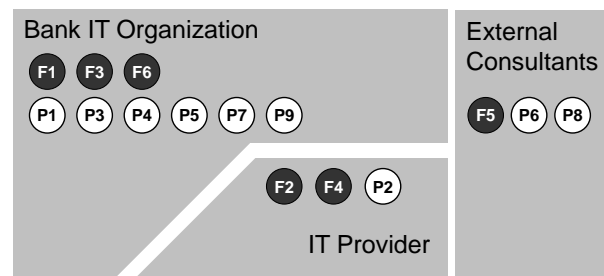 Bank IT Organization
F1 F3 F6
P1 P3 P4 P5 P7 P9
F2 F4 P2
IT Provider
External
Consultants
F5 P6 P8